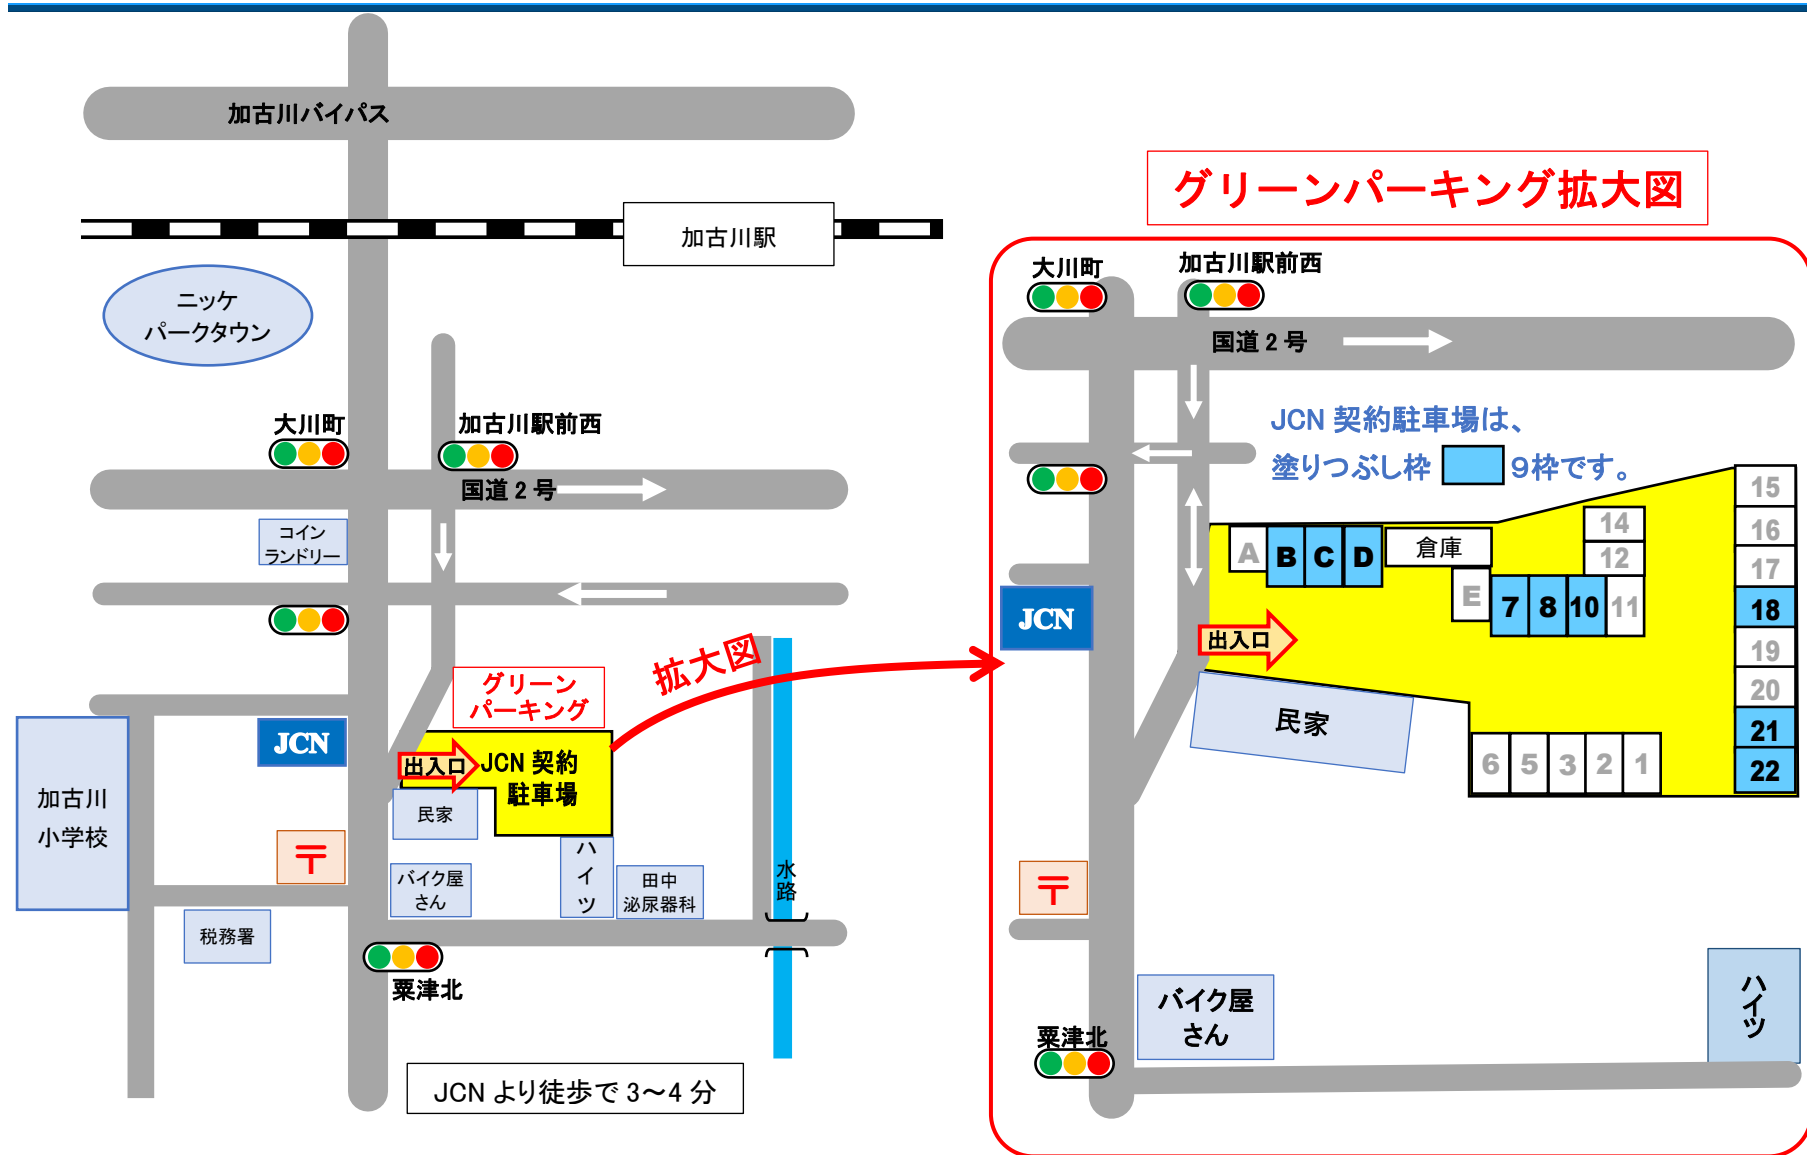 加古川バイパス
加古川駅
ニッケ
パークタウン
大川町
加古川駅前西
国道2号
コイン
ランドリー
グリーン
パーキング
拡大図
JCN
出入口
JCN 契約
駐車場
加古川
小学校
民家
〒
ハ
イ
ツ
バイク屋
さん
田中
泌尿器科
水
路
税務署
粟津北
JCN より徒歩で 3～4 分
グリーンパーキング拡大図
大川町
加古川駅前西
国道2号
JCN 契約駐車場は、
塗りつぶし枠 9枠です。
A B C D
倉庫
E 7 8 10 11
14
12
15
16
17
18
19
20
21
22
JCN
出入口
民家
6 5 3 2 1
〒
バイク屋
さん
ハ
イ
ツ
粟津北